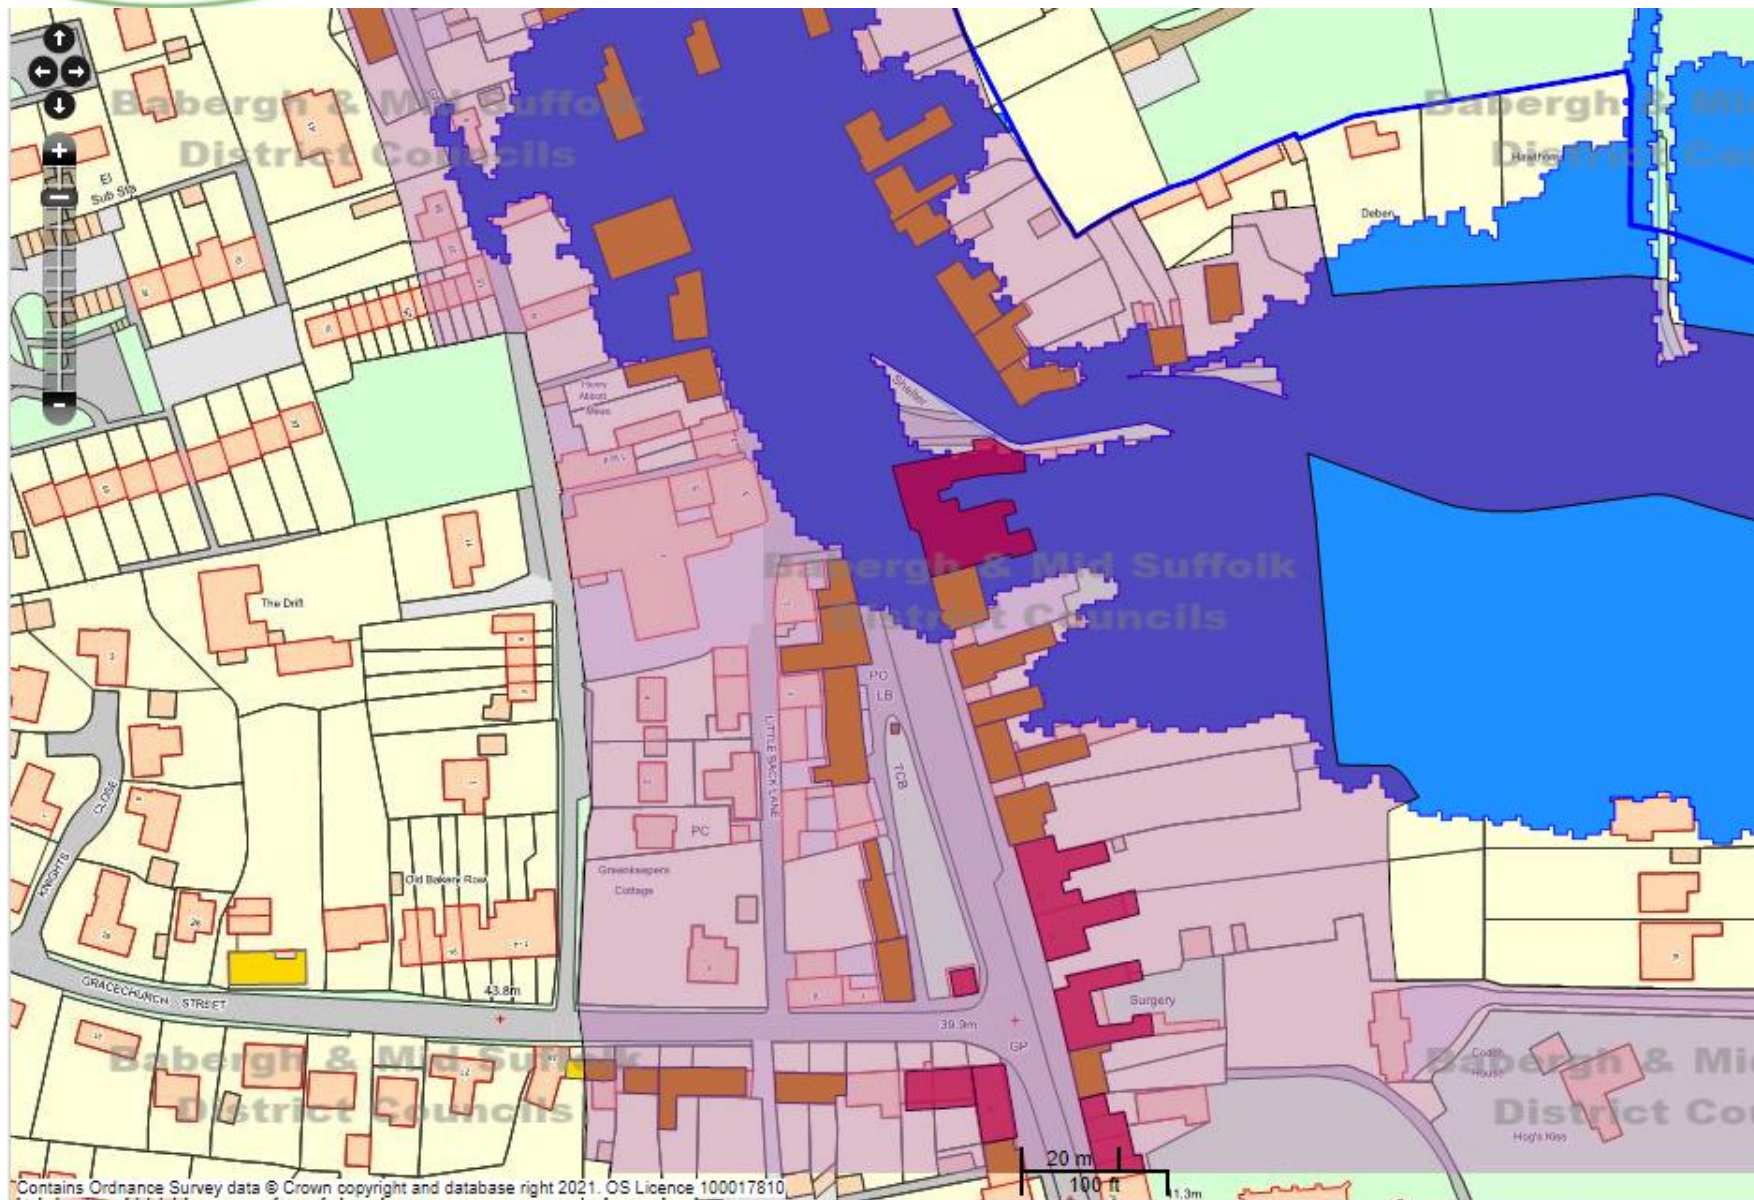 Babergh & Mid Suffolk
District Councils
Babergh & Mi
District Co
El
Sub Sta
Hawthorn
Deben
Henry
Abbott
Mews
Shelter
Babergh & Mid Suffolk
District Councils
The Drift
PO
LB
TCB
LITTLE BACK LANE
KNIGHTS CLOSE
PC
Greenkeepers
Cottage
Old Bakery Row
GRACECHURCH STREET
43.8m
39.9m
GP
Surgery
Coach
House
Hog's Kiss
Babergh & Mid Suffolk
District Councils
Babergh & Mi
District Co
20 m
100 ft
Contains Ordnance Survey data © Crown copyright and database right 2021. OS Licence 100017810